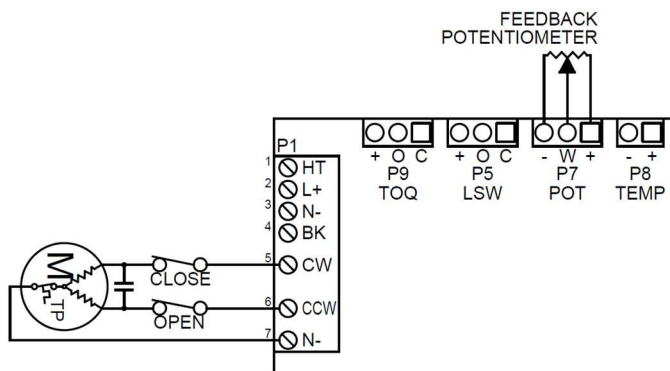 FEEDBACK
POTENTIOMETER
+ O C
P9
TOQ
+ O C
P5
LSW
- W +
P7
POT
- +
P8
TEMP
P1
1 HT
2 L+
3 N-
4 BK
5 CW
6 CCW
7 N-
CLOSE
OPEN
M
TP